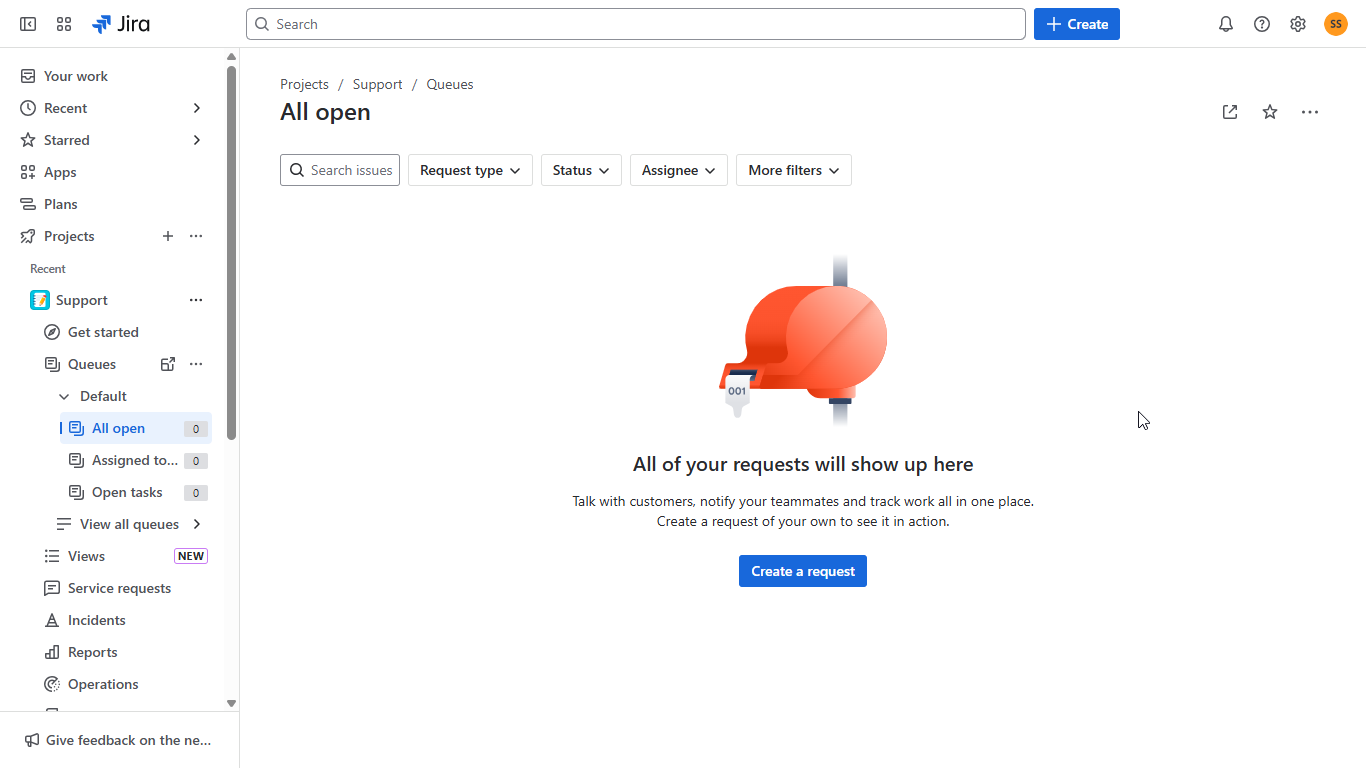 Jira
Search
Create
SS
Your work
Recent
Starred
Apps
Plans
Projects
Recent
Support
Get started
Queues
Default
All open 0
Assigned to... 0
Open tasks 0
View all queues
Views NEW
Service requests
Incidents
Reports
Operations
Give feedback on the ne...
Projects / Support / Queues
All open
Search issues
Request type
Status
Assignee
More filters
001
All of your requests will show up here
Talk with customers, notify your teammates and track work all in one place.
Create a request of your own to see it in action.
Create a request